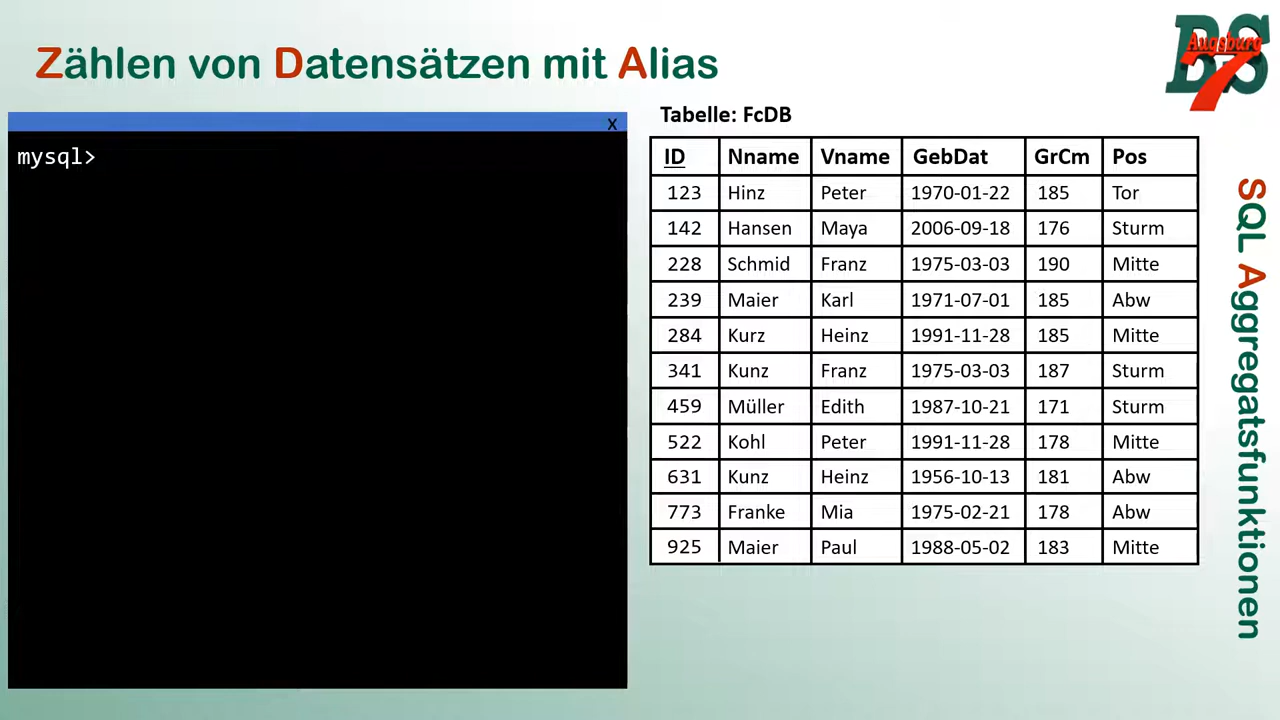 Zählen von Datensätzen mit Alias
BS
Augsburg
7
x
mysql>
Tabelle: FcDB
ID Nname Vname GebDat GrCm Pos
123 Hinz Peter 1970-01-22 185 Tor
142 Hansen Maya 2006-09-18 176 Sturm
228 Schmid Franz 1975-03-03 190 Mitte
239 Maier Karl 1971-07-01 185 Abw
284 Kurz Heinz 1991-11-28 185 Mitte
341 Kunz Franz 1975-03-03 187 Sturm
459 Müller Edith 1987-10-21 171 Sturm
522 Kohl Peter 1991-11-28 178 Mitte
631 Kunz Heinz 1956-10-13 181 Abw
773 Franke Mia 1975-02-21 178 Abw
925 Maier Paul 1988-05-02 183 Mitte
SQL Aggregatsfunktionen